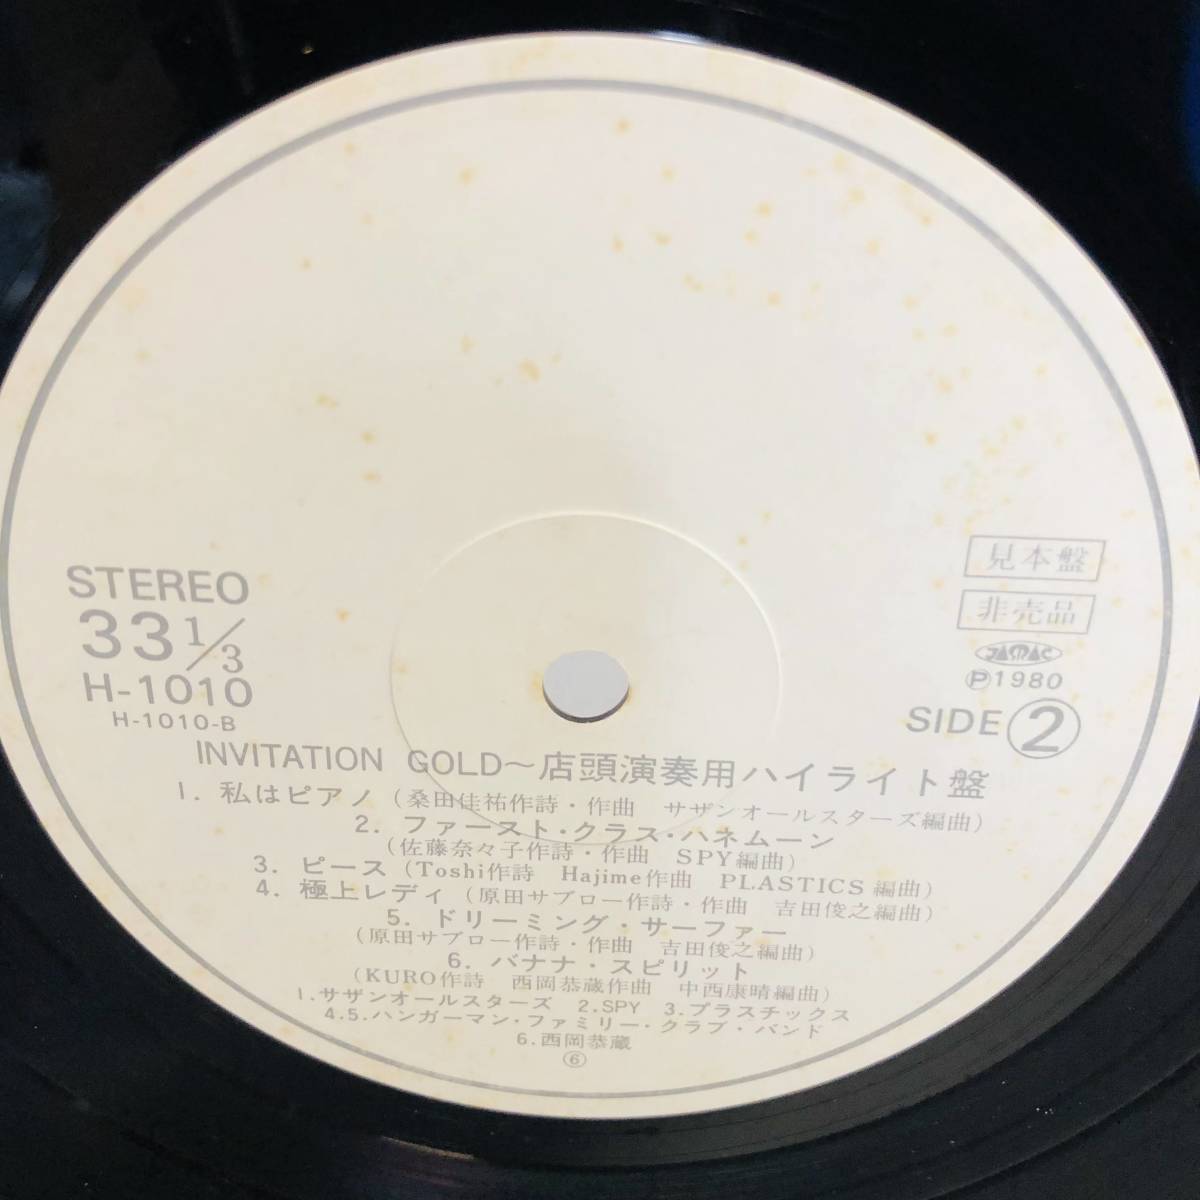 STEREO
33 1/3
H-1010
H-1010-B
見本盤
非売品
JASRAC
Ⓟ1980
SIDE ②
INVITATION GOLD～店頭演奏用ハイライト盤
1. 私はピアノ (桑田佳祐作詩・作曲 サザンオールスターズ編曲)
2. ファースト・クラス・ハネムーン
(佐藤奈々子作詩・作曲 SPY編曲)
3. ピース (Toshi作詩 Hajime作曲 PLASTICS編曲)
4. 極上レディ (原田サブロー作詩・作曲 吉田俊之編曲)
5. ドリーミング・サーファー
(原田サブロー作詩・作曲 吉田俊之編曲)
6. バナナ・スピリット
(KURO作詩 西岡恭蔵作曲 中西康晴編曲)
1.サザンオールスターズ 2.SPY 3.プラスチックス
4.5.ハンガーマン・ファミリー・クラブ・バンド
6.西岡恭蔵
⑥